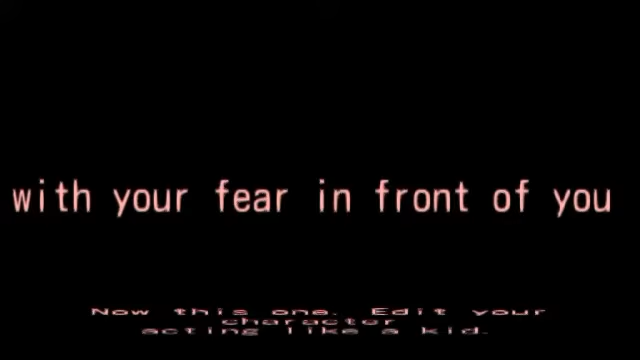 with your fear in front of you
Now this one. Edit your
character
acting like a kid.